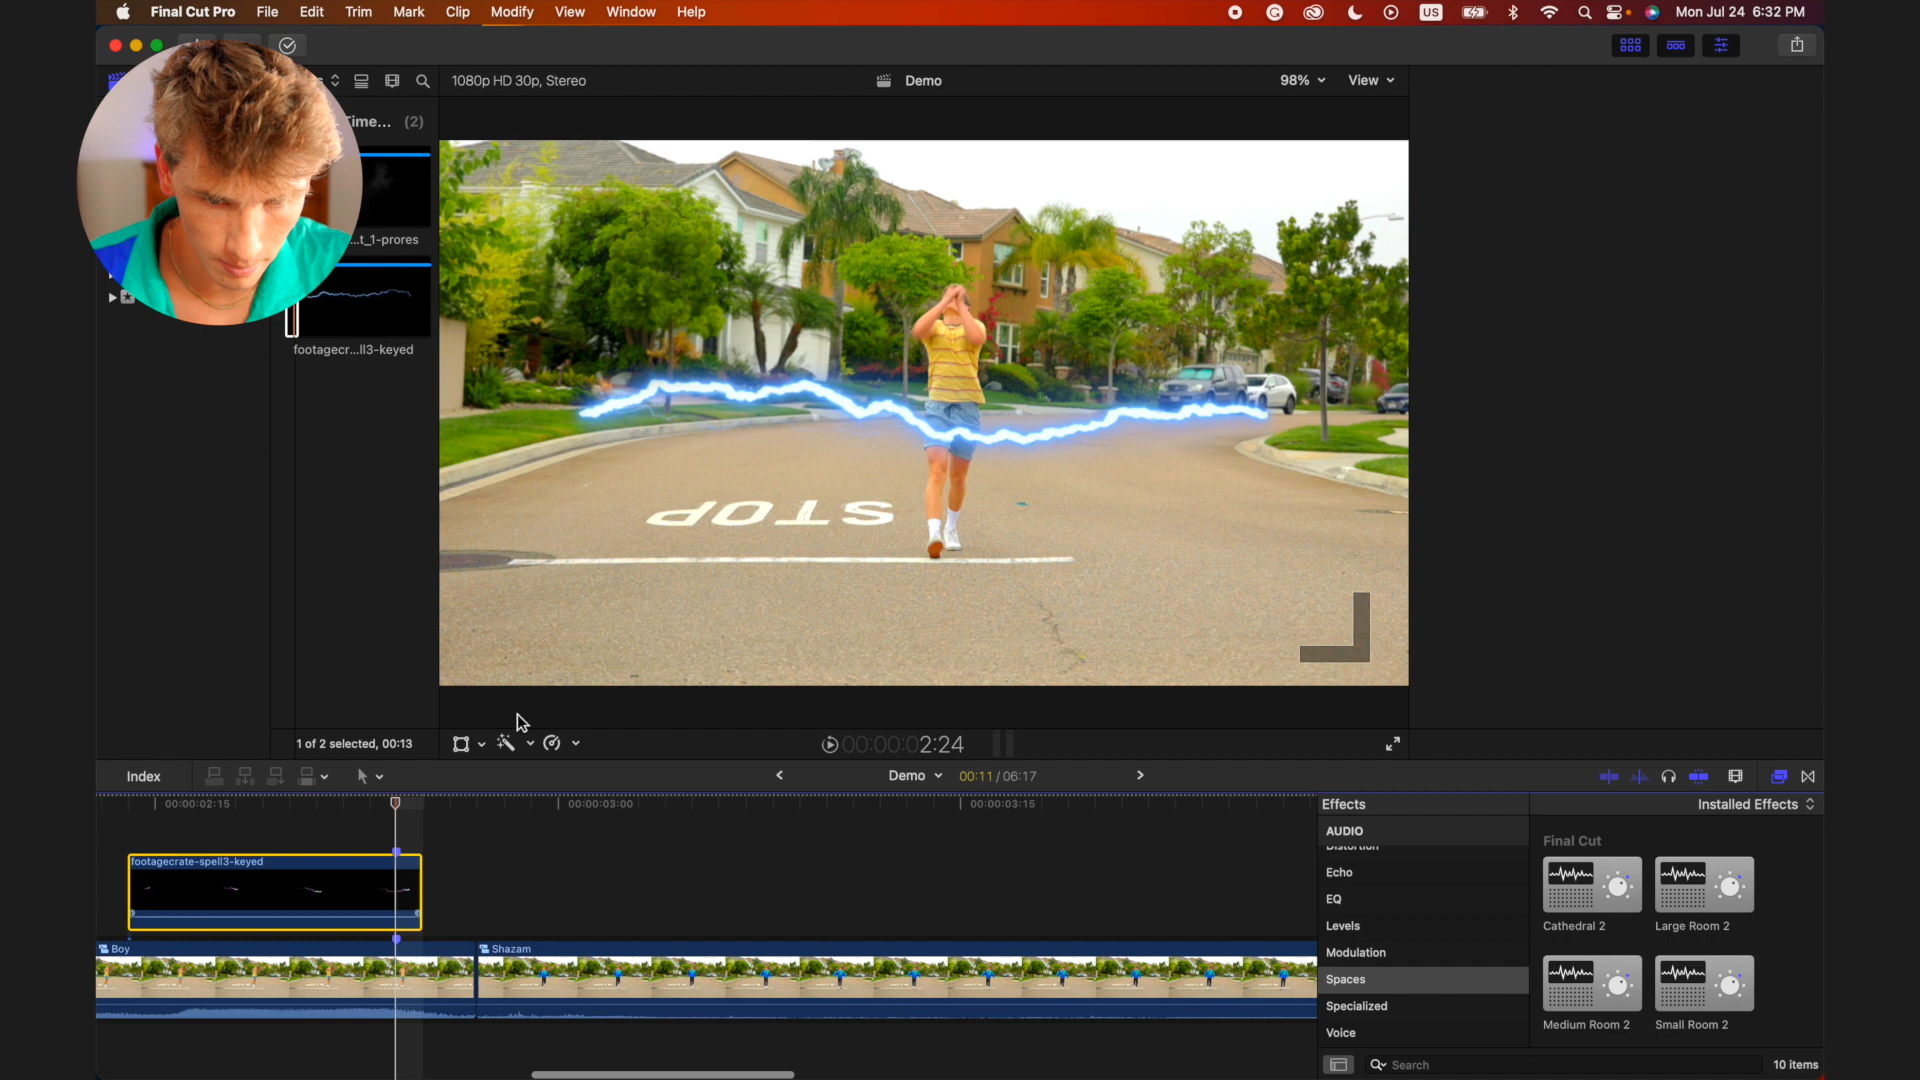 Final Cut Pro File Edit Trim Mark Clip Modify View Window Help US Mon Jul 24 6:32 PM
1080p HD 30p, Stereo Demo 98% View
Time... (2)
...t_1-prores
footagecr...ll3-keyed
STOP
1 of 2 selected, 00:13 00:00:02:24
Index Demo 00:11 / 06:17
00:00:02:15 00:00:03:00 00:00:03:15
footagecrate-spell3-keyed
Boy Shazam
Effects Installed Effects
AUDIO
Distortion
Echo
EQ
Levels
Modulation
Spaces
Specialized
Voice
Final Cut
Cathedral 2 Large Room 2
Medium Room 2 Small Room 2
Search 10 items